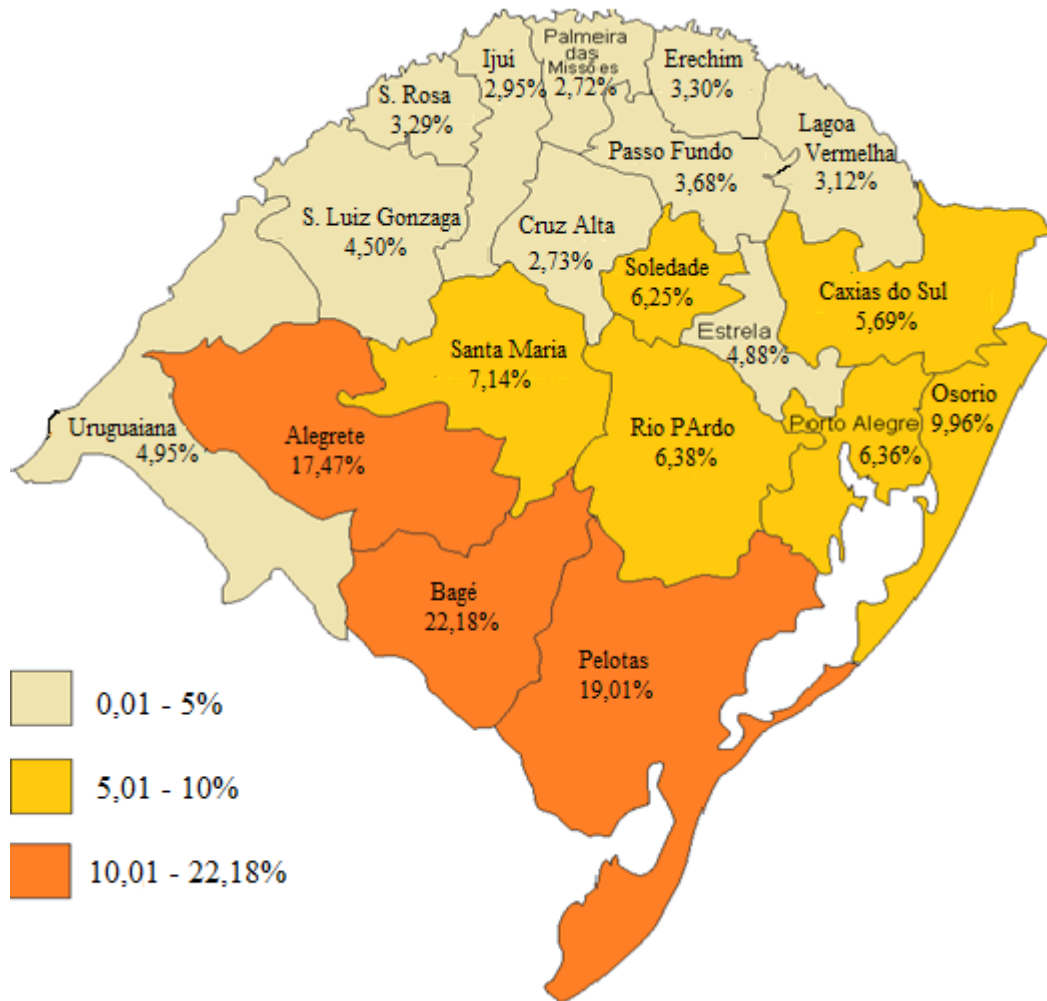 Palmeira
das
Missões
2,72%
Ijuí
2,95%
Erechim
3,30%
S. Rosa
3,29%
Lagoa
Vermelha
3,12%
Passo Fundo
3,68%
S. Luiz Gonzaga
4,50%
Cruz Alta
2,73%
Soledade
6,25%
Caxias do Sul
5,69%
Estrela
4,88%
Santa Maria
7,14%
Osorio
9,96%
Uruguaiana
4,95%
Alegrete
17,47%
Rio PArdo
6,38%
Porto Alegre
6,36%
Bagé
22,18%
Pelotas
19,01%
0,01 - 5%
5,01 - 10%
10,01 - 22,18%